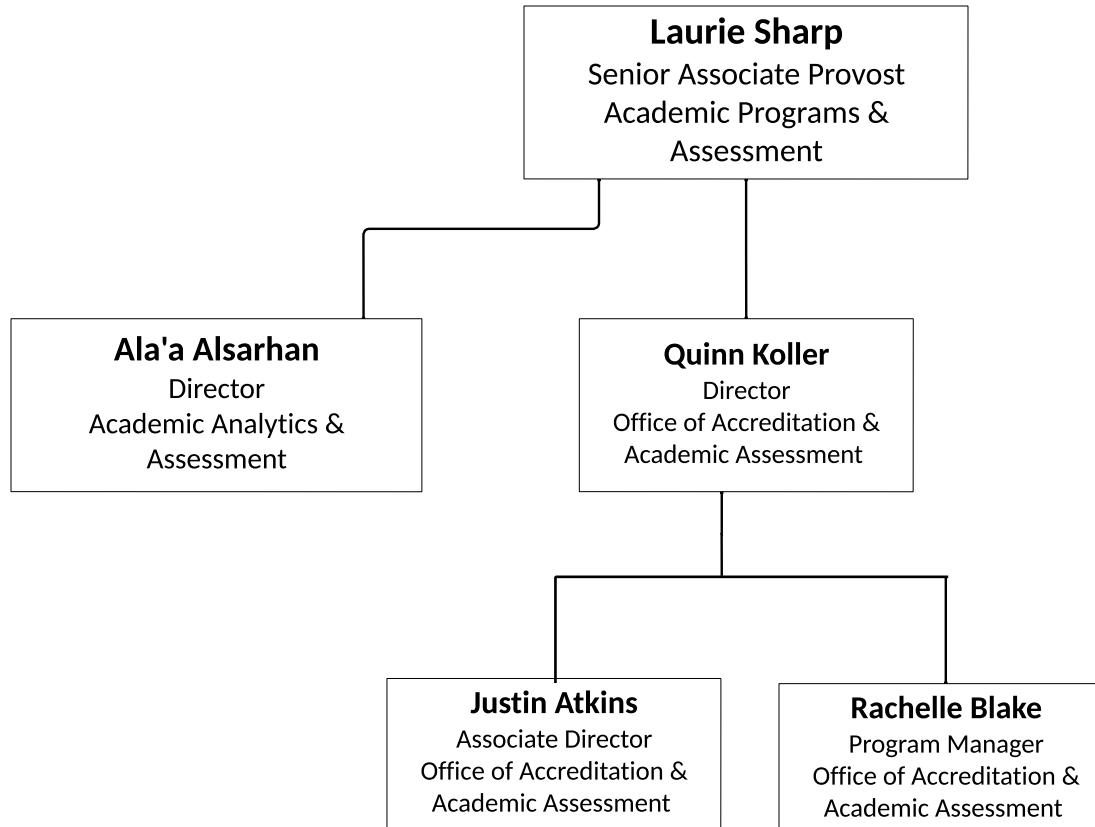 Laurie Sharp
Senior Associate Provost
Academic Programs &
Assessment
Ala'a Alsarhan
Director
Academic Analytics &
Assessment
Quinn Koller
Director
Office of Accreditation &
Academic Assessment
Justin Atkins
Associate Director
Office of Accreditation &
Academic Assessment
Rachelle Blake
Program Manager
Office of Accreditation &
Academic Assessment